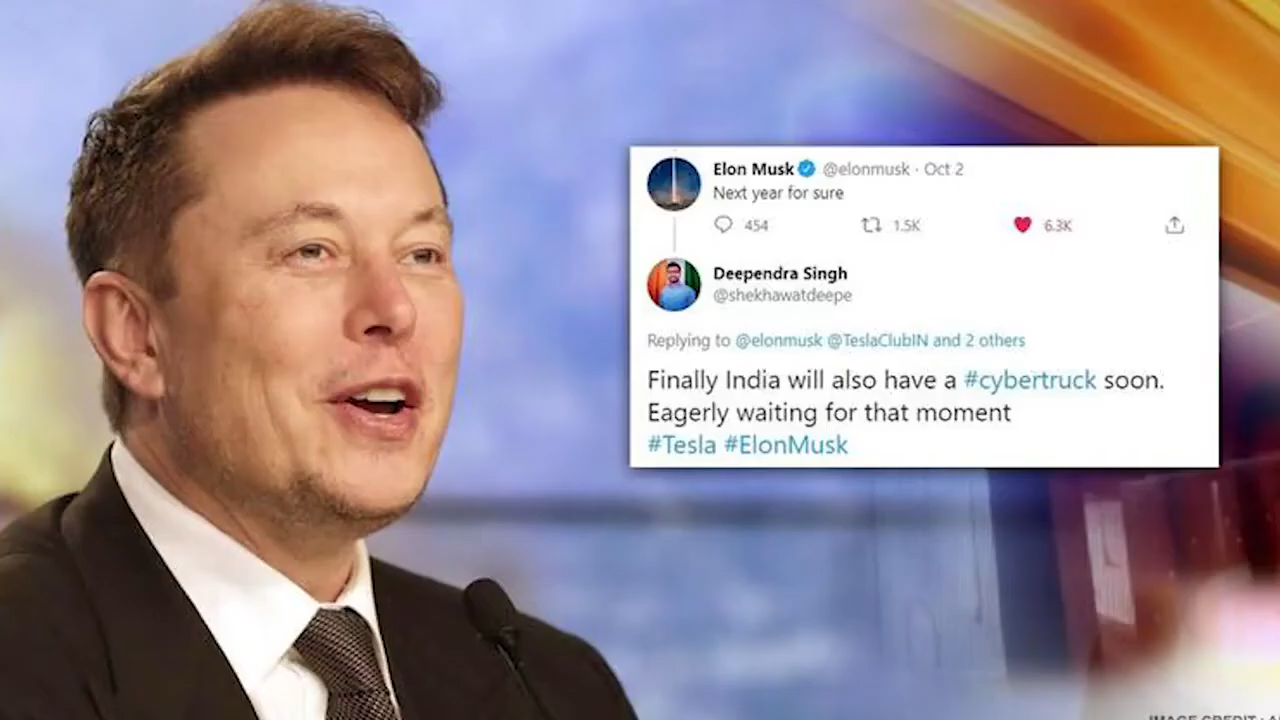 Elon Musk @elonmusk · Oct 2
Next year for sure
454 1.5K 6.3K
Deependra Singh
@shekhawatdeepe
Replying to @elonmusk @TeslaClubIN and 2 others
Finally India will also have a #cybertruck soon.
Eagerly waiting for that moment
#Tesla #ElonMusk
IMAGE CREDIT